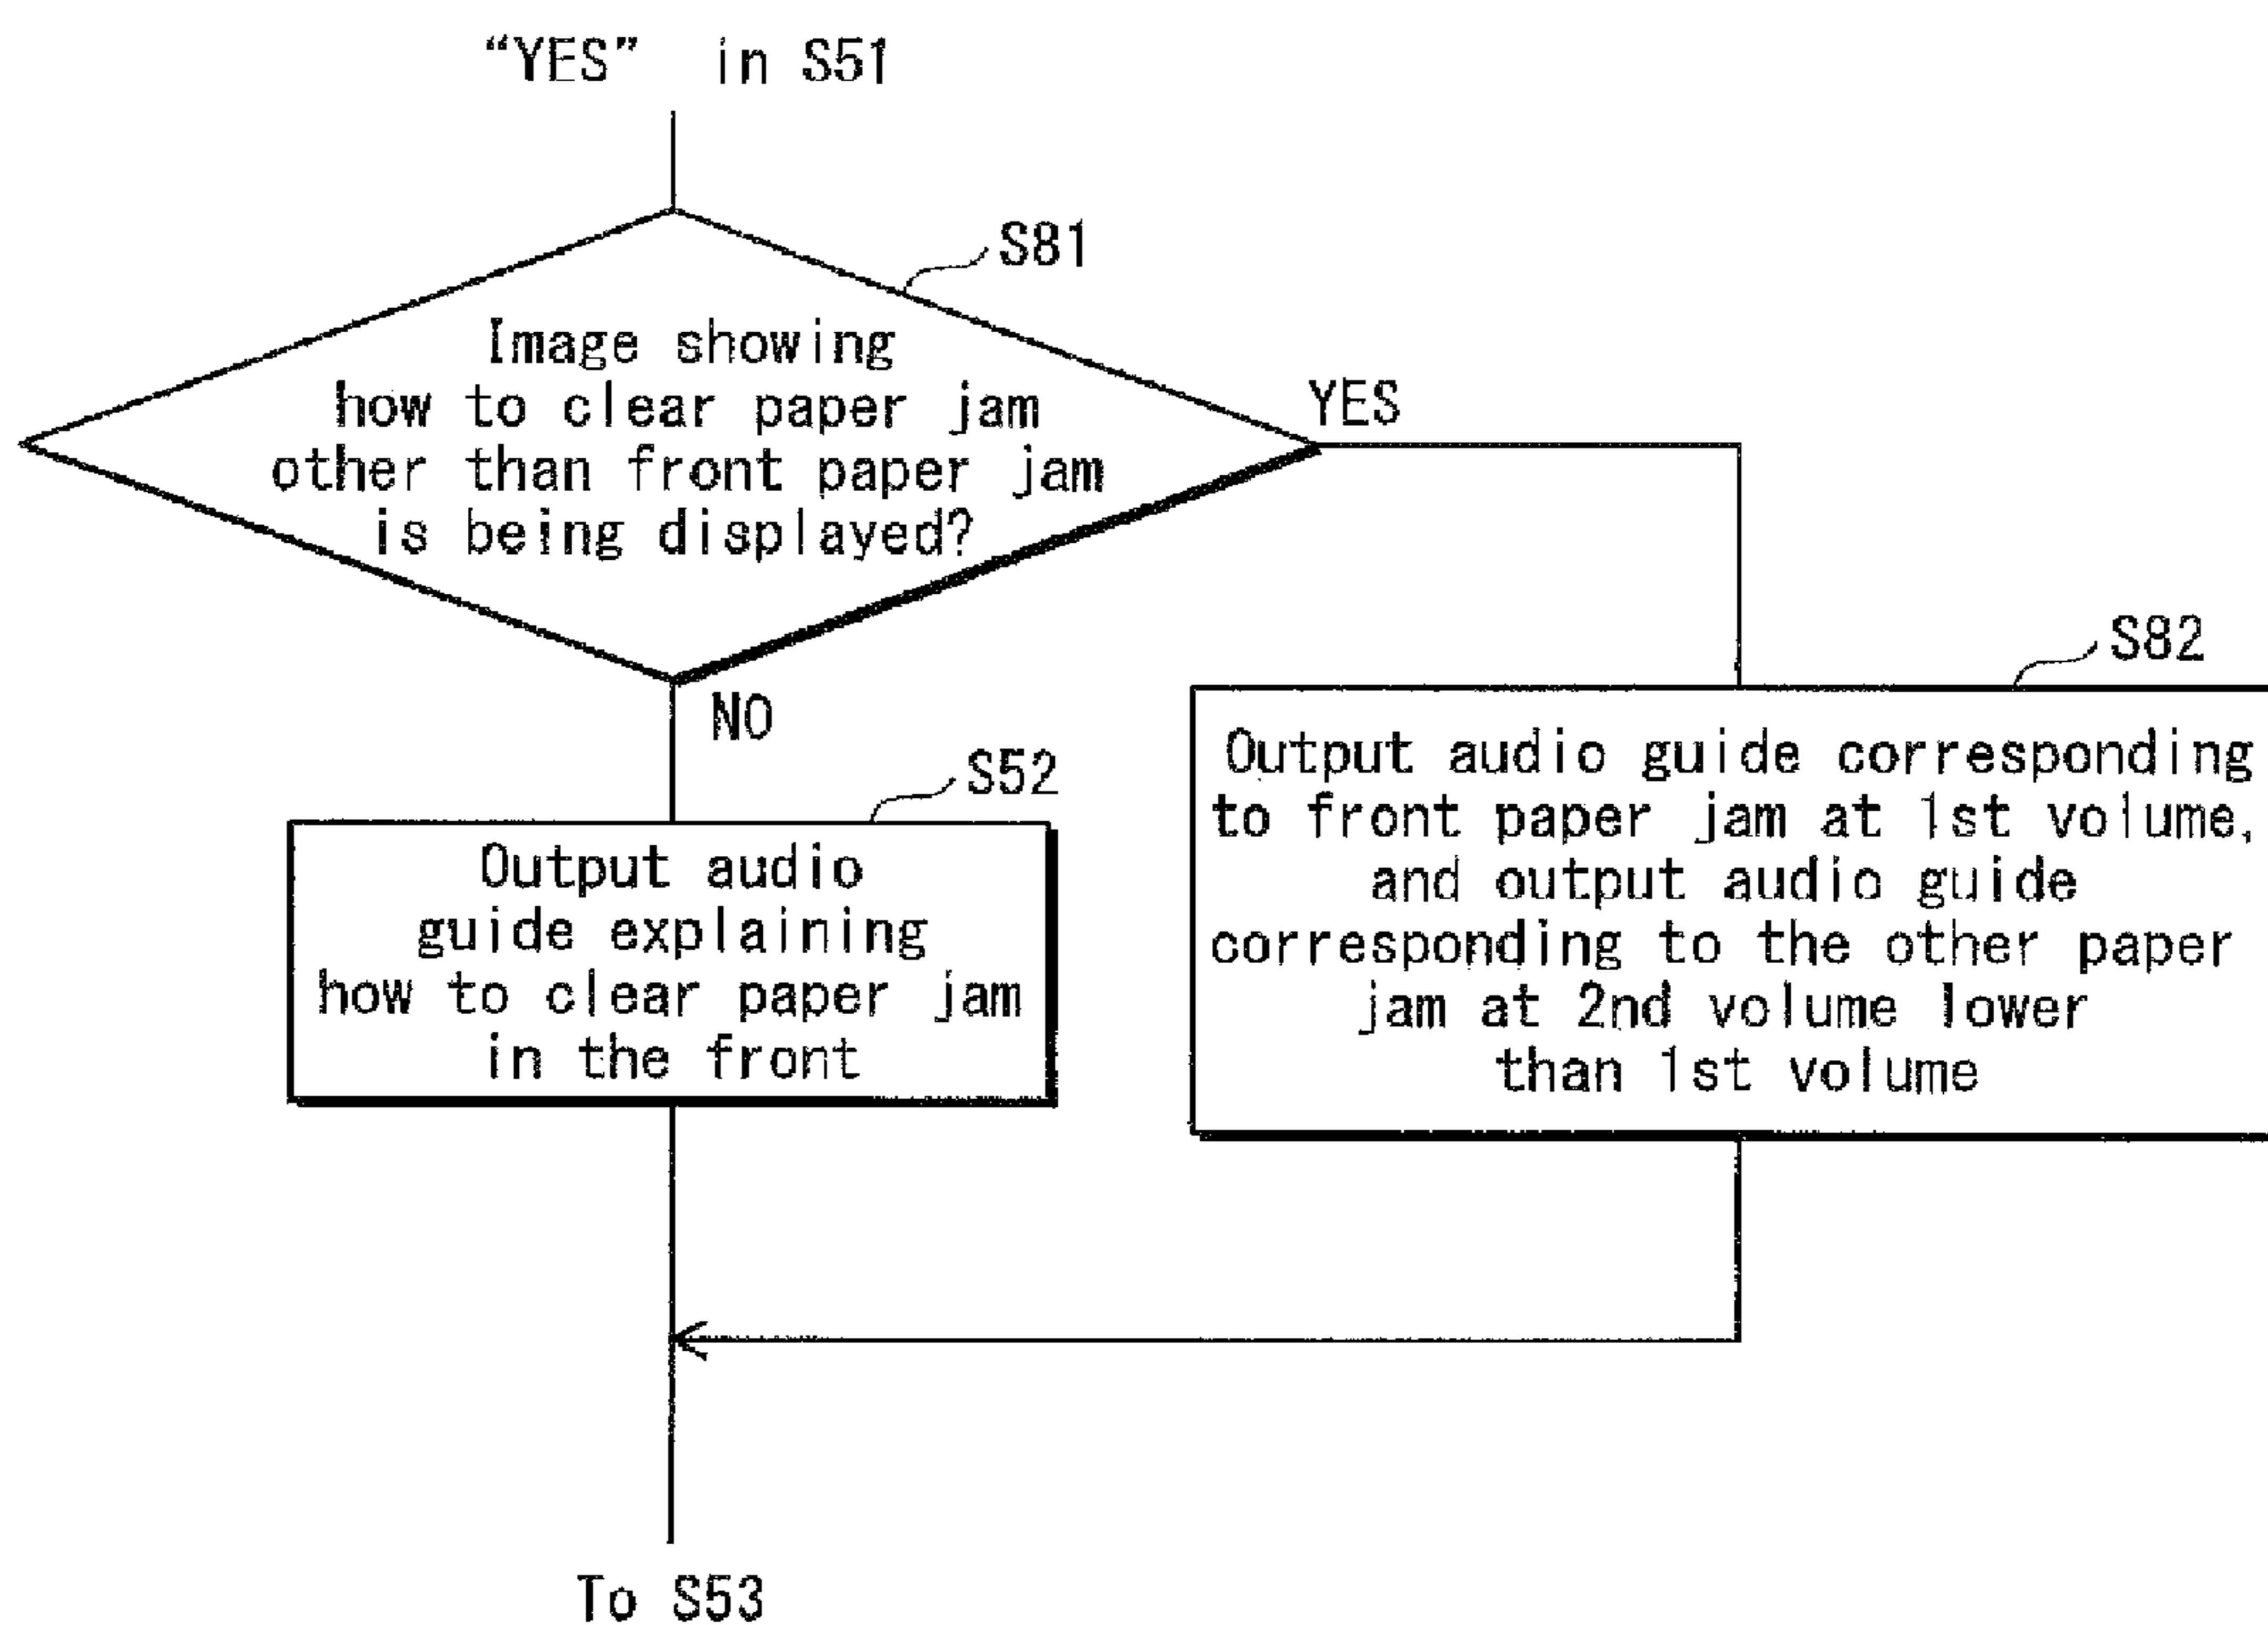 “YES” in S51
S81
Image showing
how to clear paper jam
other than front paper jam
is being displayed?
YES
NO
S52
Output audio
guide explaining
how to clear paper jam
in the front
S82
Output audio guide corresponding
to front paper jam at 1st volume,
and output audio guide
corresponding to the other paper
jam at 2nd volume lower
than 1st volume
To S53